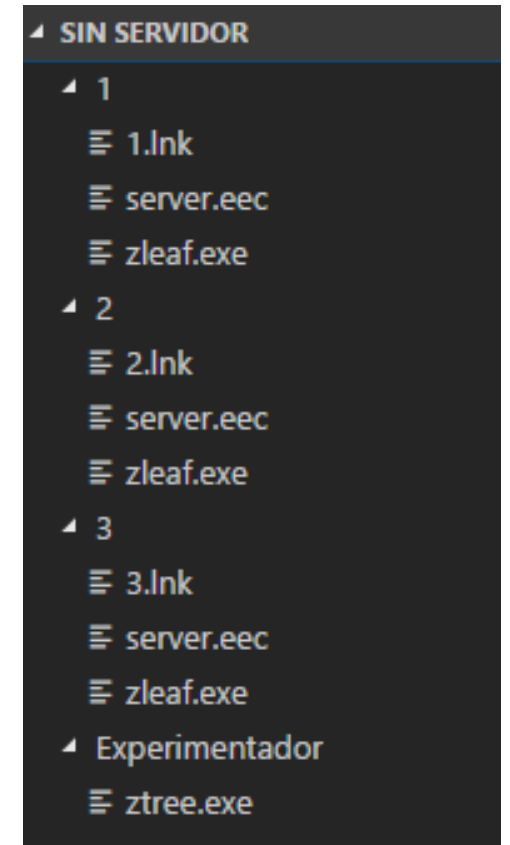 SIN SERVIDOR
1
1.lnk
server.eec
zleaf.exe
2
2.lnk
server.eec
zleaf.exe
3
3.lnk
server.eec
zleaf.exe
Experimentador
ztree.exe